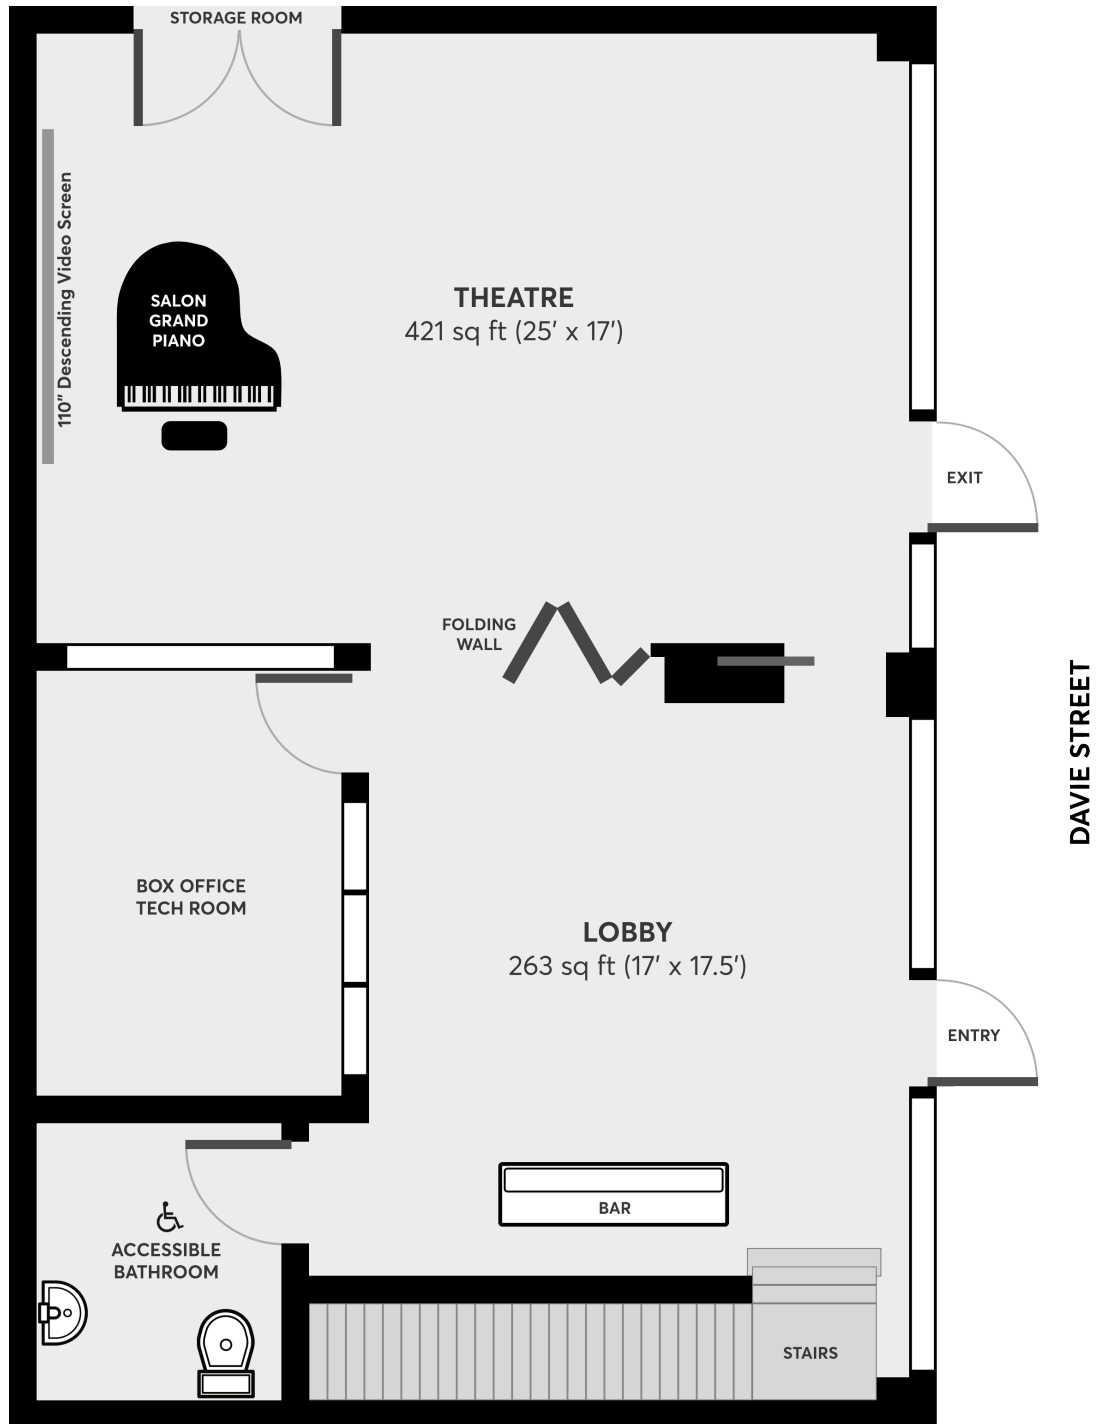 STORAGE ROOM
110” Descending Video Screen
SALON
GRAND
PIANO
THEATRE
421 sq ft (25’ x 17’)
EXIT
FOLDING
WALL
DAVIE STREET
BOX OFFICE
TECH ROOM
LOBBY
263 sq ft (17’ x 17.5’)
ENTRY
BAR
ACCESSIBLE
BATHROOM
STAIRS